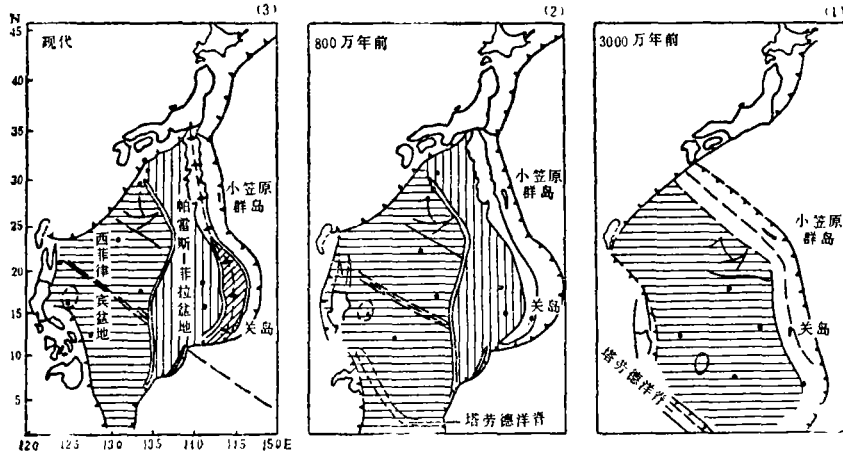 (3)
N
现代
45
40
35
30
25
20
15
10
5
120 125 130 135 140 145 150E
小笠原
群岛
西菲律宾盆地
帕雷斯—菲拉盆地
关岛
(2)
800万年前
小笠原
群岛
关岛
塔劳德洋脊
(1)
3000万年前
小笠原
群岛
关岛
塔劳德洋脊